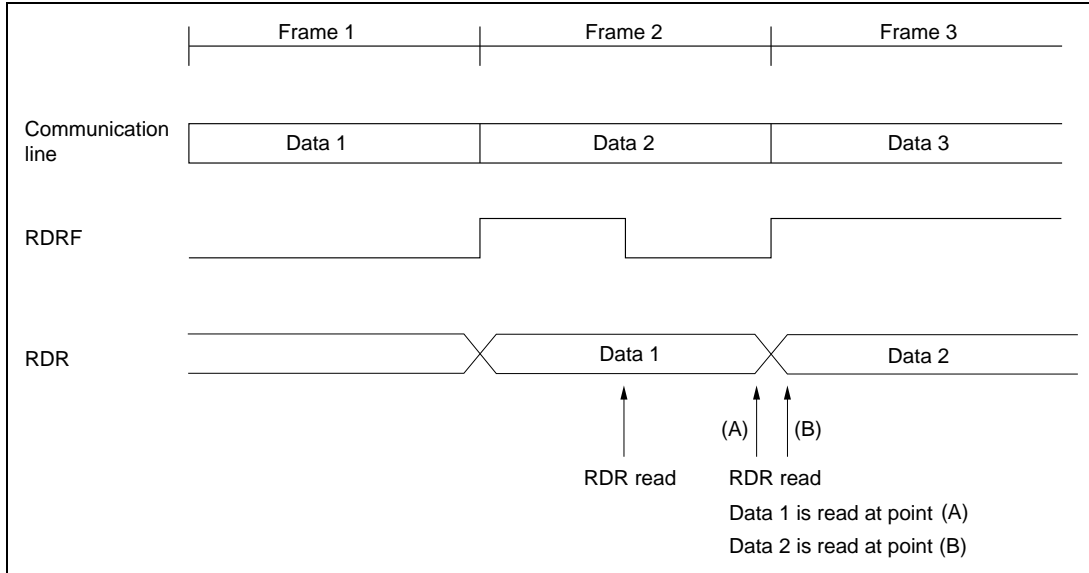 Frame 1 Frame 2 Frame 3
Communication
line
Data 1 Data 2 Data 3
RDRF
RDR
Data 1 Data 2
(A) (B)
RDR read RDR read
Data 1 is read at point (A)
Data 2 is read at point (B)